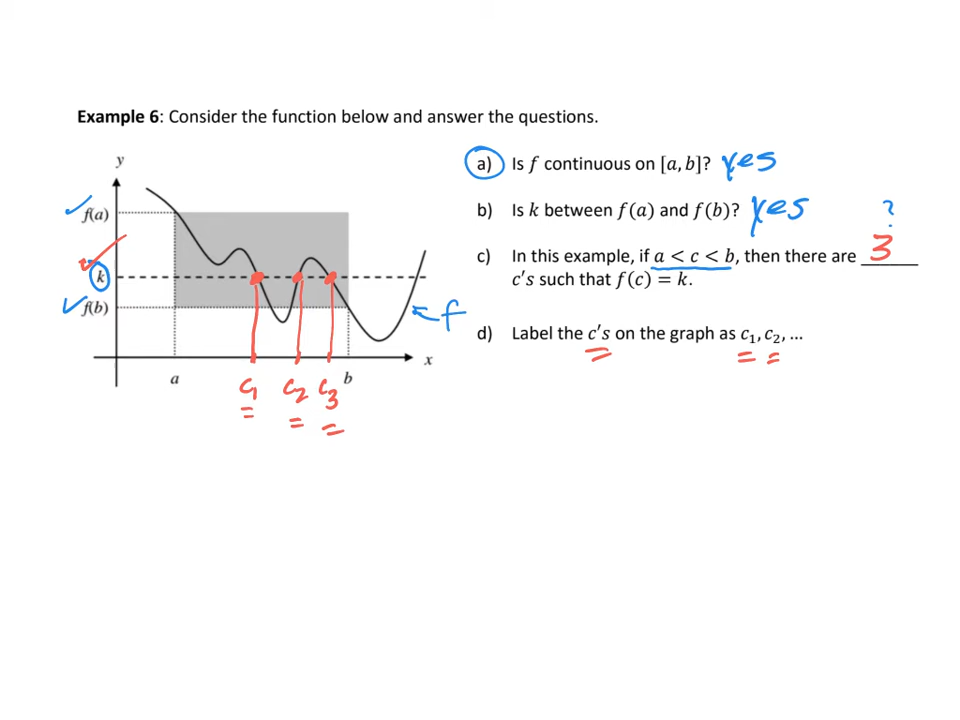 Example 6: Consider the function below and answer the questions.
y
f(a)
k
f(b)
a
b
x
f
c1
c2
c3
a) Is f continuous on [a, b]? Yes
b) Is k between f(a) and f(b)? Yes
?
c) In this example, if a < c < b, then there are 3
c's such that f(c) = k.
d) Label the c's on the graph as c₁, c₂, ...